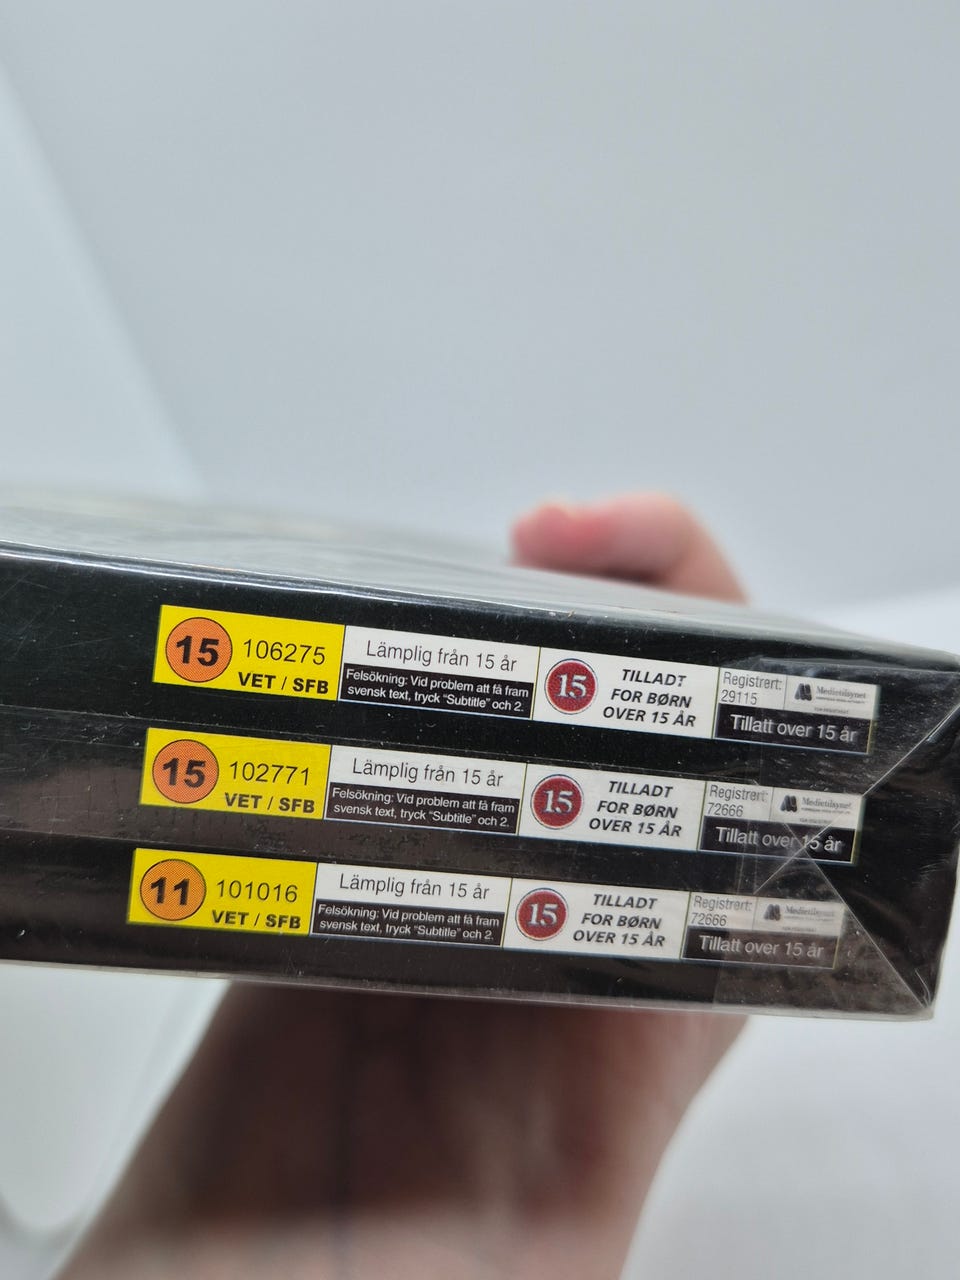 15 106275
VET / SFB
Lämplig från 15 år
Felsökning: Vid problem att få fram
svensk text, tryck "Subtitle" och 2.
15
TILLADT
FOR BØRN
OVER 15 ÅR
Registrert:
29115
Medietilsynet
Tillatt over 15 år
15 102771
VET / SFB
Lämplig från 15 år
Felsökning: Vid problem att få fram
svensk text, tryck "Subtitle" och 2.
15
TILLADT
FOR BØRN
OVER 15 ÅR
Registrert:
72666
Medietilsynet
Tillatt over 15 år
11 101016
VET / SFB
Lämplig från 15 år
Felsökning: Vid problem att få fram
svensk text, tryck "Subtitle" och 2.
15
TILLADT
FOR BØRN
OVER 15 ÅR
Registrert:
72666
Medietilsynet
Tillatt over 15 år